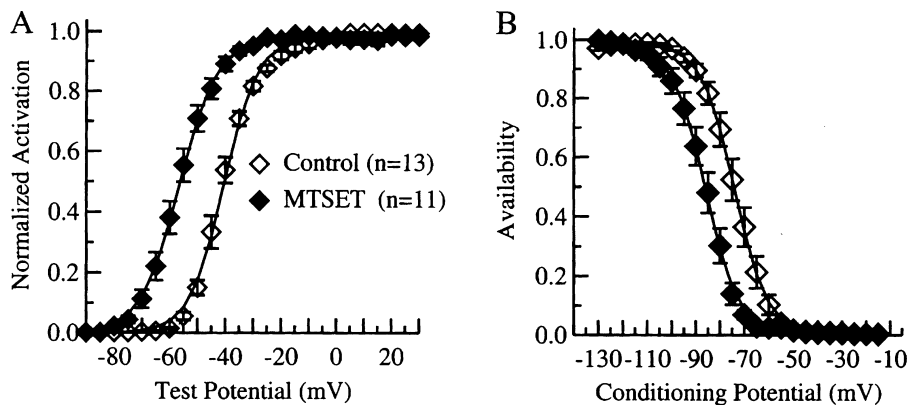 A
Normalized Activation
1.0
0.8
0.6
0.4
0.2
0.0
-80 -60 -40 -20 0 20
Test Potential (mV)
Control (n=13)
MTSET (n=11)
B
Availability
1.0
0.8
0.6
0.4
0.2
0.0
-130 -110 -90 -70 -50 -30 -10
Conditioning Potential (mV)